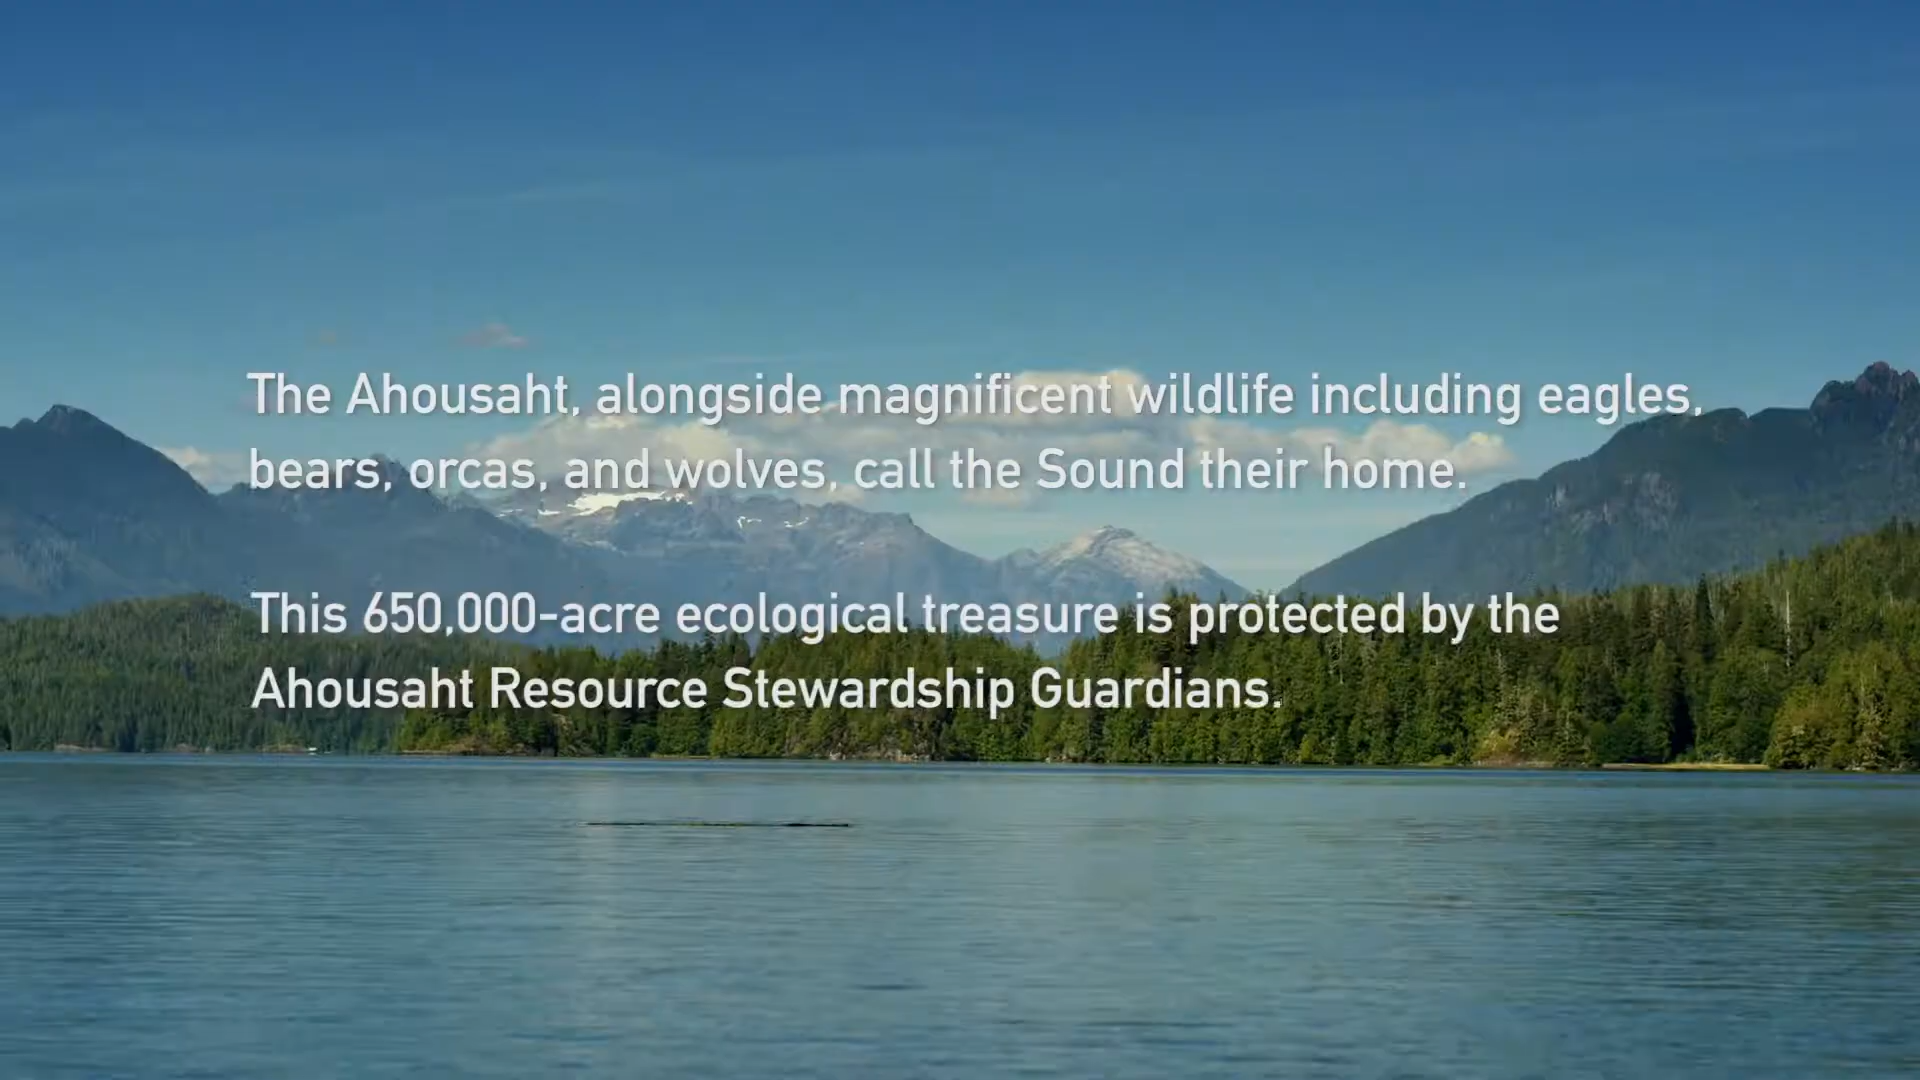 The Ahousaht, alongside magnificent wildlife including eagles,
bears, orcas, and wolves, call the Sound their home.
This 650,000-acre ecological treasure is protected by the
Ahousaht Resource Stewardship Guardians.